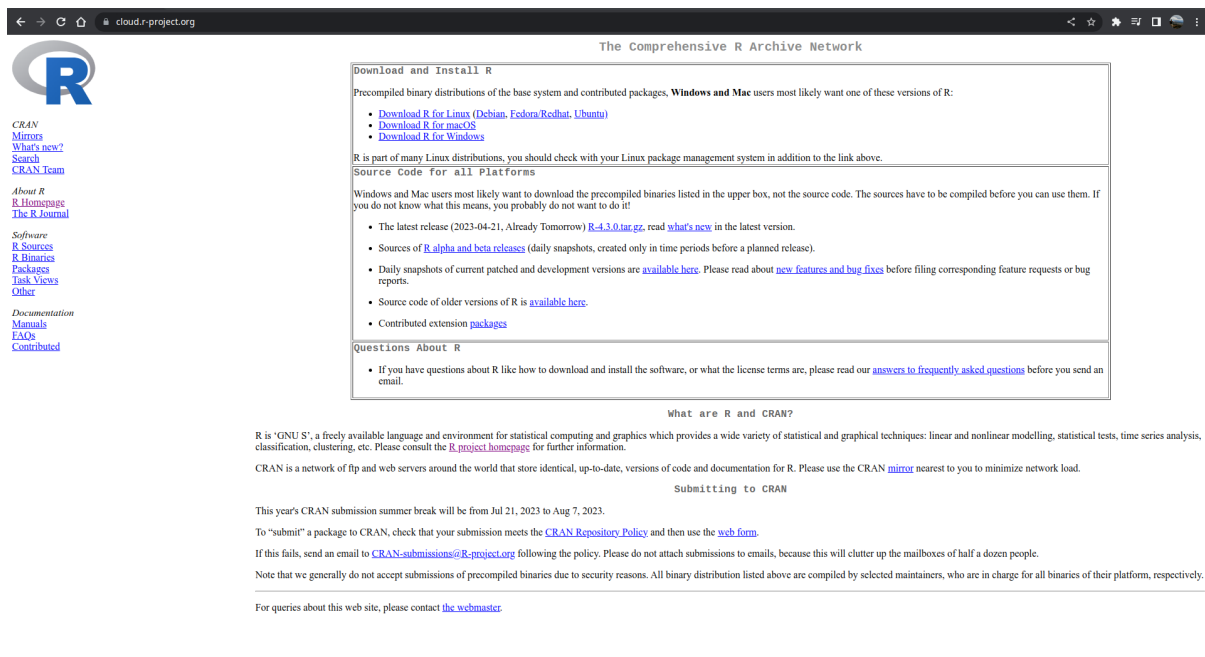 cloud.r-project.org
R
CRAN
Mirrors
What's new?
Search
CRAN Team
About R
R Homepage
The R Journal
Software
R Sources
R Binaries
Packages
Task Views
Other
Documentation
Manuals
FAQs
Contributed
The Comprehensive R Archive Network
Download and Install R
Precompiled binary distributions of the base system and contributed packages, Windows and Mac users most likely want one of these versions of R:
• Download R for Linux (Debian, Fedora/Redhat, Ubuntu)
• Download R for macOS
• Download R for Windows
R is part of many Linux distributions, you should check with your Linux package management system in addition to the link above.
Source Code for all Platforms
Windows and Mac users most likely want to download the precompiled binaries listed in the upper box, not the source code. The sources have to be compiled before you can use them. If
you do not know what this means, you probably do not want to do it!
• The latest release (2023-04-21, Already Tomorrow) R-4.3.0.tar.gz, read what's new in the latest version.
• Sources of R alpha and beta releases (daily snapshots, created only in time periods before a planned release).
• Daily snapshots of current patched and development versions are available here. Please read about new features and bug fixes before filing corresponding feature requests or bug
reports.
• Source code of older versions of R is available here.
• Contributed extension packages
Questions About R
• If you have questions about R like how to download and install the software, or what the license terms are, please read our answers to frequently asked questions before you send an
email.
What are R and CRAN?
R is ‘GNU S’, a freely available language and environment for statistical computing and graphics which provides a wide variety of statistical and graphical techniques: linear and nonlinear modelling, statistical tests, time series analysis,
classification, clustering, etc. Please consult the R project homepage for further information.
CRAN is a network of ftp and web servers around the world that store identical, up-to-date, versions of code and documentation for R. Please use the CRAN mirror nearest to you to minimize network load.
Submitting to CRAN
This year's CRAN submission summer break will be from Jul 21, 2023 to Aug 7, 2023.
To “submit” a package to CRAN, check that your submission meets the CRAN Repository Policy and then use the web form.
If this fails, send an email to CRAN-submissions@R-project.org following the policy. Please do not attach submissions to emails, because this will clutter up the mailboxes of half a dozen people.
Note that we generally do not accept submissions of precompiled binaries due to security reasons. All binary distribution listed above are compiled by selected maintainers, who are in charge for all binaries of their platform, respectively.
For queries about this web site, please contact the webmaster.